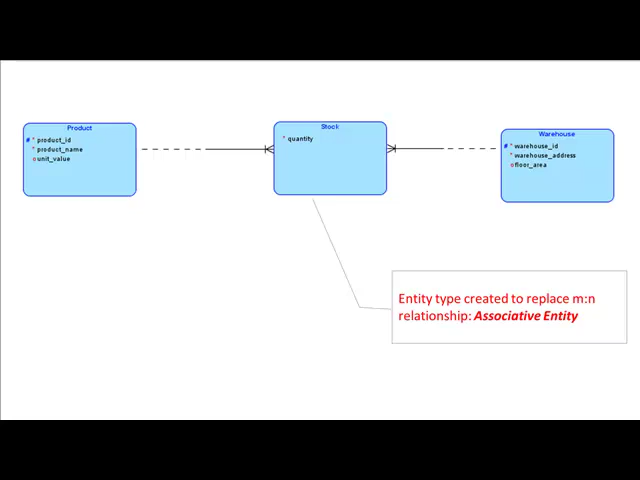 Product
# * product_id
* product_name
o unit_value
Stock
* quantity
Warehouse
# * warehouse_id
* warehouse_address
o floor_area
Entity type created to replace m:n
relationship: Associative Entity